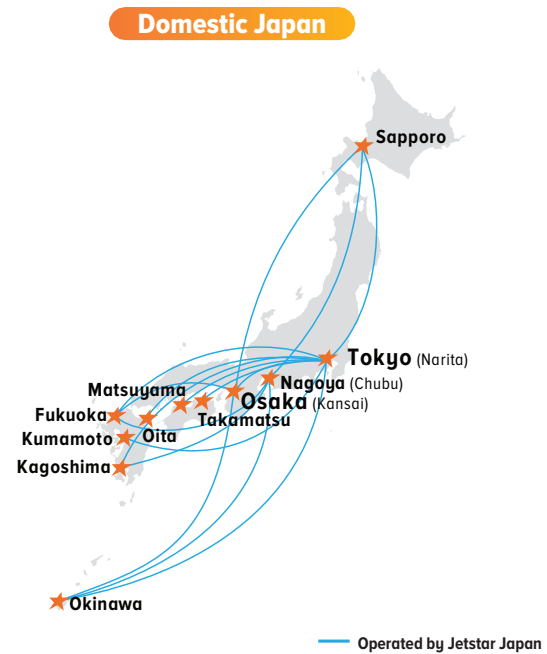 Domestic Japan
Sapporo
Tokyo (Narita)
Nagoya (Chubu)
Matsuyama
Osaka (Kansai)
Fukuoka
Takamatsu
Kumamoto
Oita
Kagoshima
Okinawa
Operated by Jetstar Japan